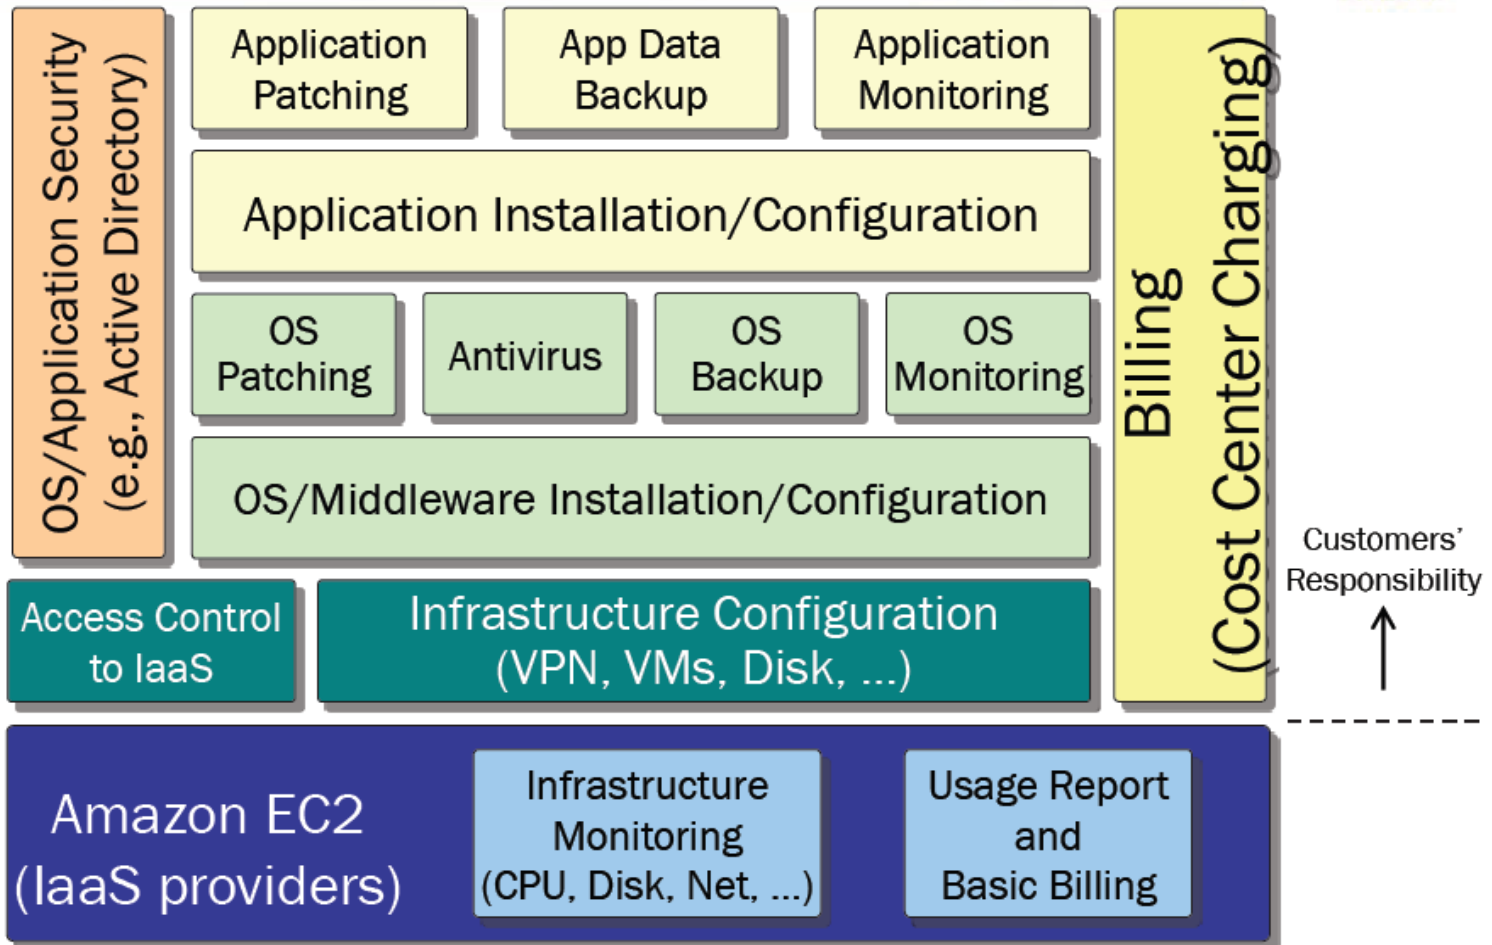 OS/Application Security
(e.g., Active Directory)
Application
Patching
App Data
Backup
Application
Monitoring
Application Installation/Configuration
OS
Patching
Antivirus
OS
Backup
OS
Monitoring
OS/Middleware Installation/Configuration
Billing
(Cost Center Charging)
Customers’
Responsibility
Access Control
to IaaS
Infrastructure Configuration
(VPN, VMs, Disk, ...)
Amazon EC2
(IaaS providers)
Infrastructure
Monitoring
(CPU, Disk, Net, ...)
Usage Report
and
Basic Billing